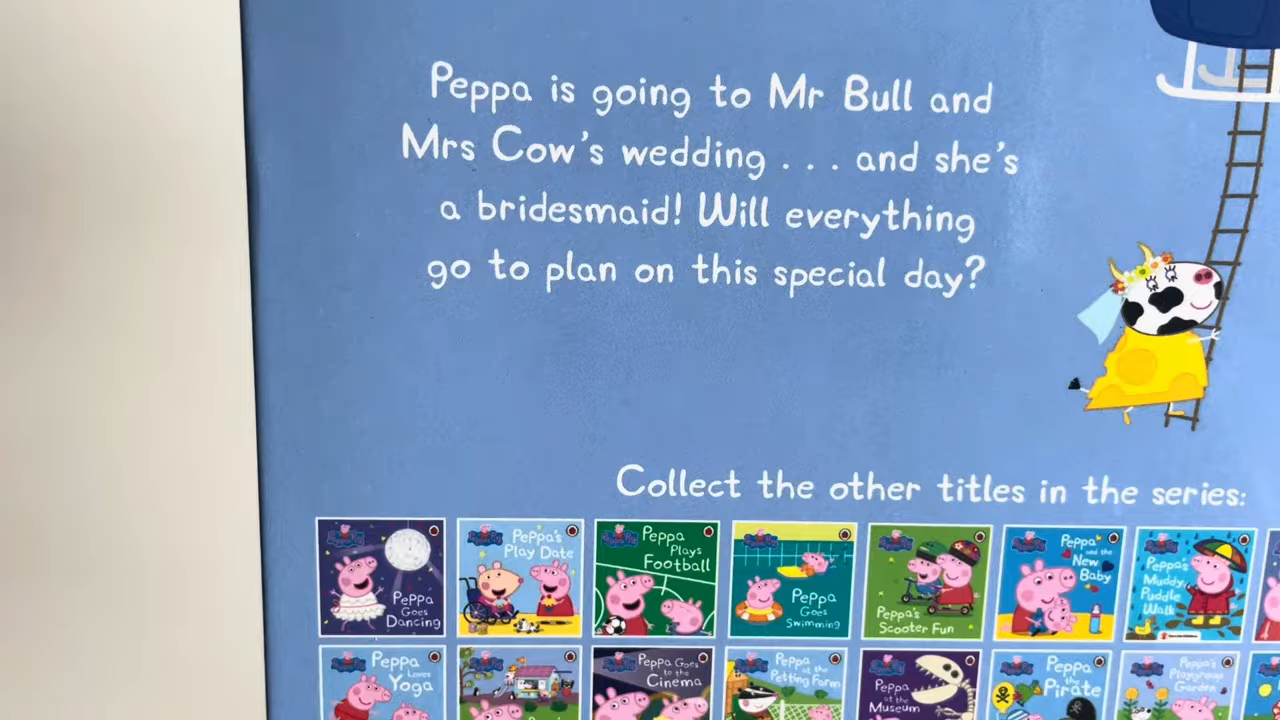 Peppa is going to Mr Bull and
Mrs Cow's wedding . . . and she's
a bridesmaid! Will everything
go to plan on this special day?
Collect the other titles in the series:
Peppa
Goes
Dancing
Peppa's
Play Date
Peppa
Plays
Football
Peppa
Goes
Swimming
Peppa's
Scooter Fun
Peppa
and the
New
Baby
Peppa's
Muddy
Puddle
Walk
Peppa
Loves
Yoga
Peppa Goes
to the
Cinema
Peppa
at the
Petting Farm
Peppa
at the
Museum
Peppa
the
Pirate
Peppa's
Playgroup
Garden